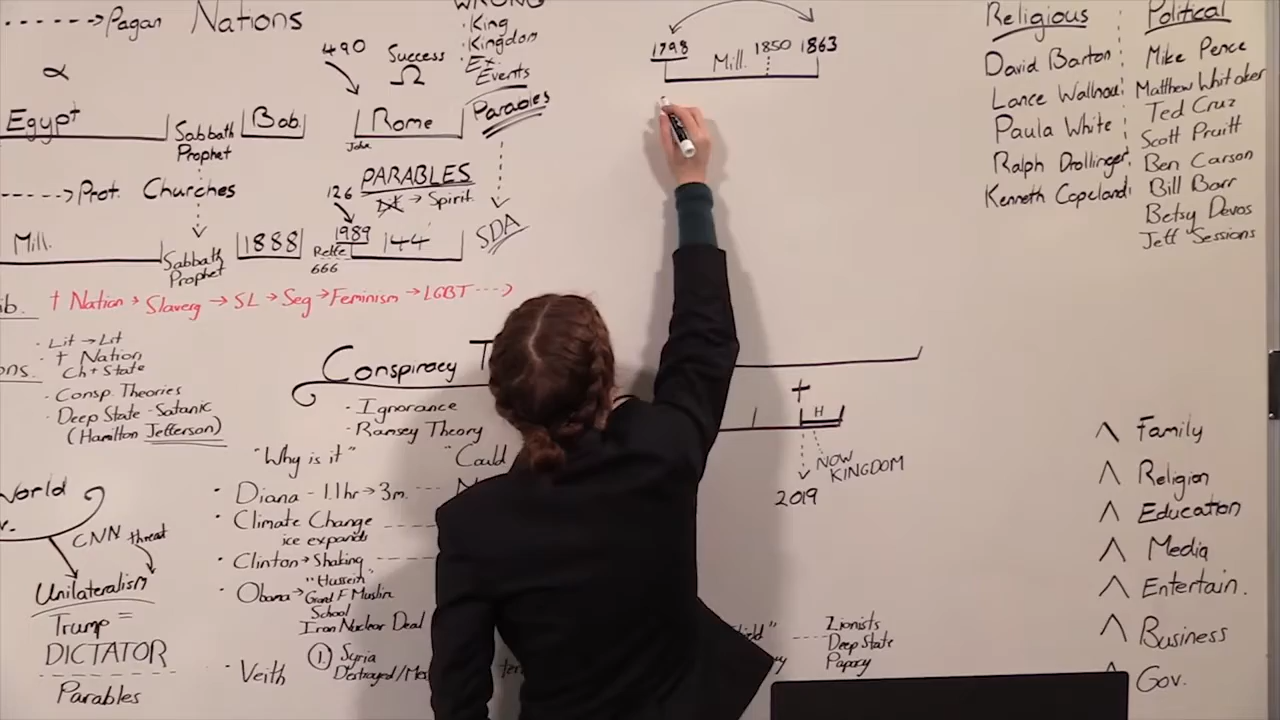 Pagan Nations
α
Egypt
Sabbath
Prophet
Bab.
490
Success
Ω
Rome
John
WRONG
· King
· Kingdom
Ex.
Events
Parables
Prot. Churches
126
PARABLES
→ Spirit.
Mill.
Sabbath
Prophet
1888
1989
144
666
SDA
† Nation → Slavery → SL → Seg → Feminism → LGBT
· Lit → Lit
· † Nation
Ch + State
· Consp. Theories
· Deep State - Satanic
(Hamilton Jefferson)
CNN threat
Unilateralism
Trump =
DICTATOR
Parables
Conspiracy T
· Ignorance
· Ramsey Theory
"Why is it"
"Could
· Diana - 1.1hr → 3m.
· Climate Change
ice expands
· Clinton → Shaking
· Obama → "Hussein"
Grand F Muslim
School
Iron Nuclear Deal
· Veith
① Syria
1798
Mill.
1850
1863
+
H
NOW
KINGDOM
2019
Zionists
Deep State
Papacy
Religious
David Barton
Lance Wallnau
Paula White
Ralph Drollinger
Kenneth Copeland
Political
Mike Pence
Matthew Whitaker
Ted Cruz
Scott Pruitt
Ben Carson
Bill Barr
Betsy Devos
Jeff Sessions
Family
Religion
Education
Media
Entertain.
Business
Gov.